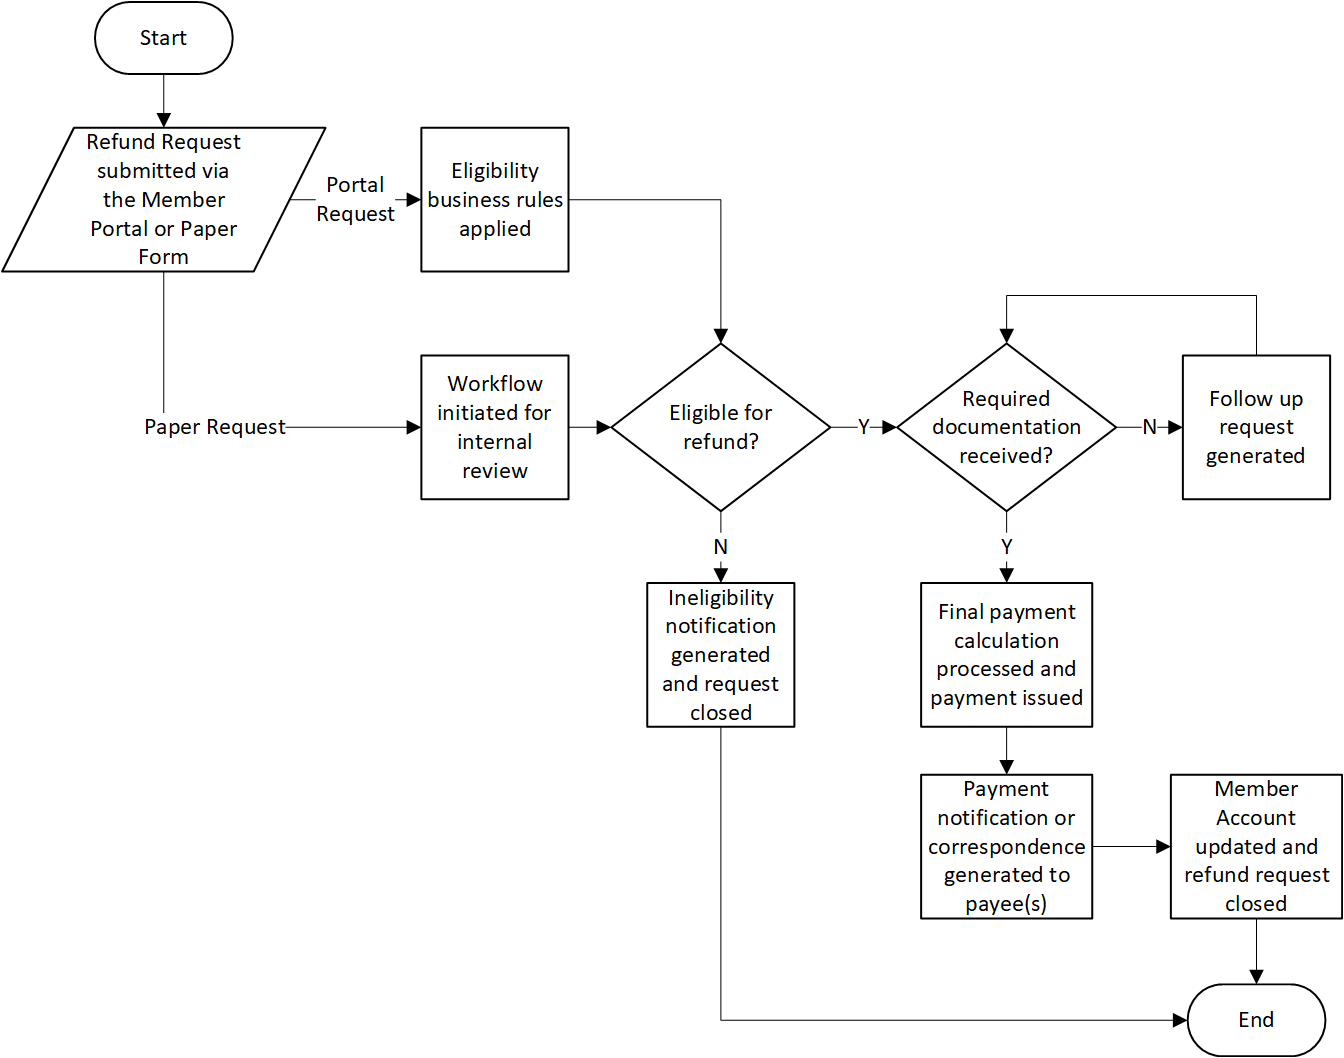 Start
Refund Request
submitted via
the Member
Portal or Paper
Form
Portal
Request
Eligibility
business rules
applied
Paper Request
Workflow
initiated for
internal
review
Eligible for
refund?
Y
Required
documentation
received?
N
Follow up
request
generated
N
Y
Ineligibility
notification
generated
and request
closed
Final payment
calculation
processed and
payment issued
Payment
notification or
correspondence
generated to
payee(s)
Member
Account
updated and
refund request
closed
End